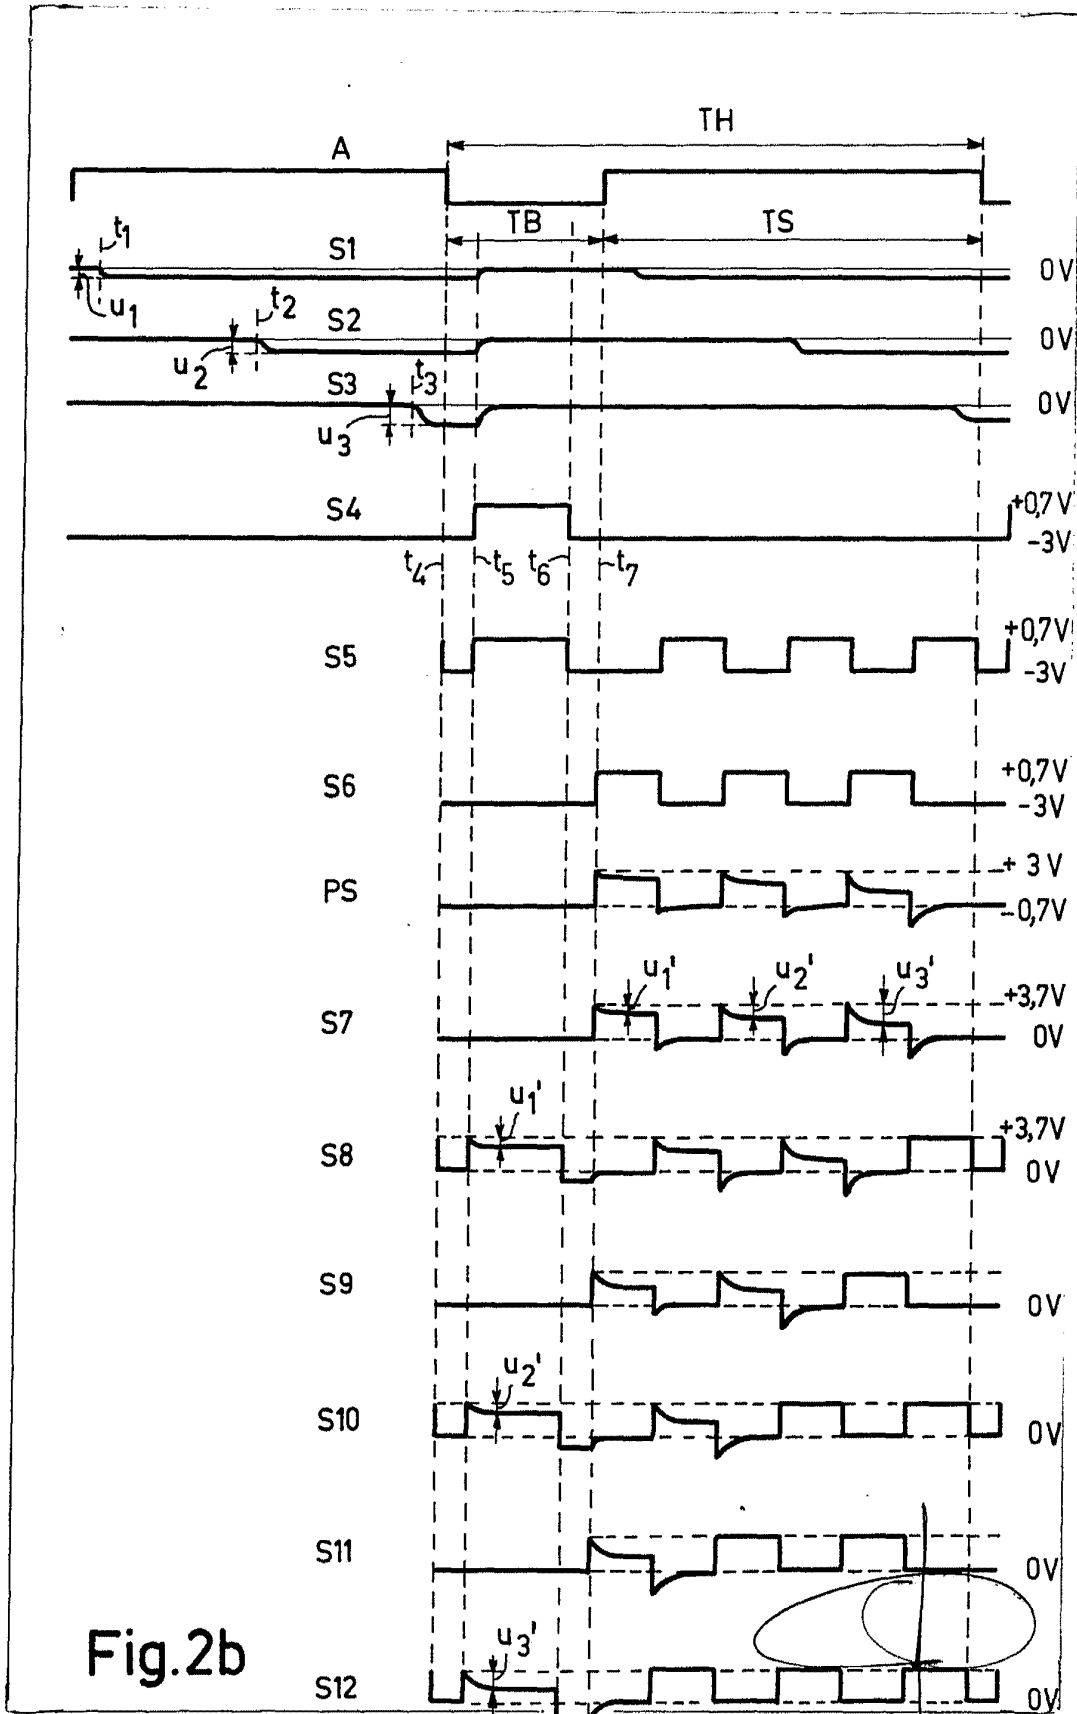 TH
A
TB TS
t1 S1 0V
u1
t2 S2 0V
u2
t3
S3 0V
u3
S4 +0,7V
-3V
t4 t5 t6 t7
S5 +0,7V
-3V
S6 +0,7V
-3V
PS +3V
-0,7V
u1' u2' u3'
S7 +3,7V
0V
u1'
S8 +3,7V
0V
S9
0V
u2'
S10 0V
S11
0V
Fig.2b
u3'
S12 0V